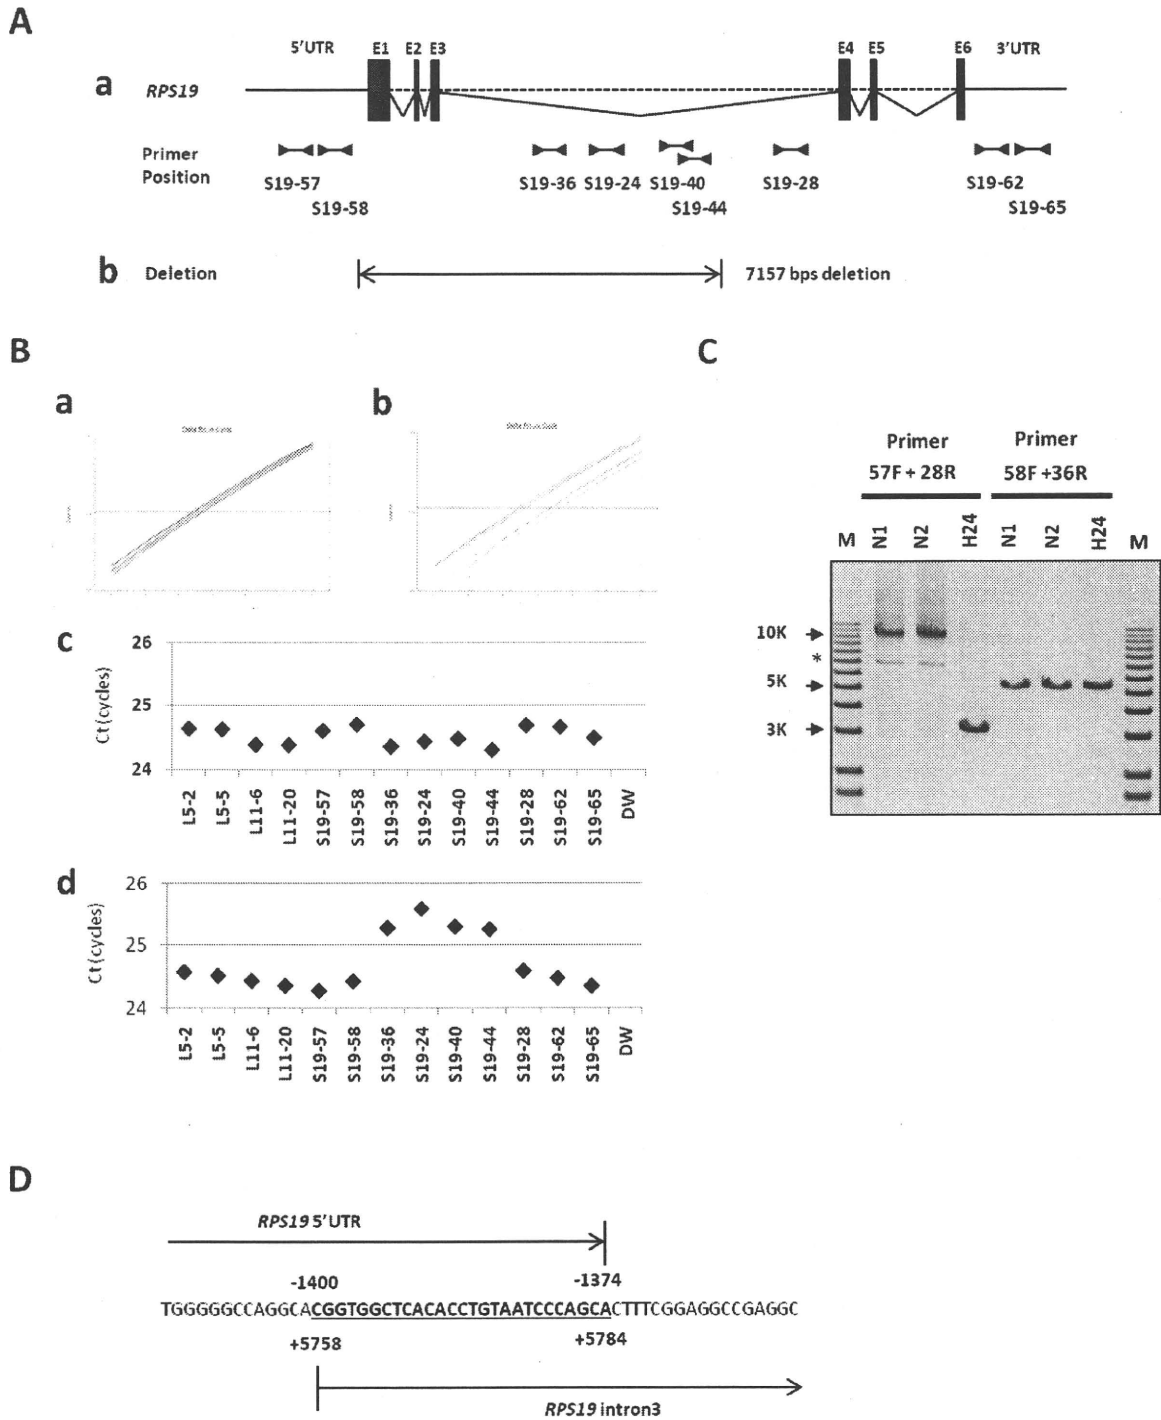 A
5'UTR E1 E2 E3 E4 E5 E6 3'UTR
a RPS19
Primer
Position
S19-57 S19-36 S19-24 S19-40 S19-28 S19-62
S19-58 S19-44 S19-65
b Deletion 7157 bps deletion
B
a b
c
Ct(cycles)
26
25
24
L5-2 L5-5 L11-6 L11-20 S19-57 S19-58 S19-36 S19-24 S19-40 S19-44 S19-28 S19-62 S19-65 DW
d
Ct(cycles)
26
25
24
L5-2 L5-5 L11-6 L11-20 S19-57 S19-58 S19-36 S19-24 S19-40 S19-44 S19-28 S19-62 S19-65 DW
C
Primer Primer
57F + 28R 58F +36R
M N1 N2 H24 N1 N2 H24 M
10K
*
5K
3K
D
RPS19 5'UTR
-1400 -1374
TGGGGGCCAGGCACGGTGGCTCACACCTGTAATCCCAGCACTTTCGGAGGCCGAGGC
+5758 +5784
RPS19 intron3